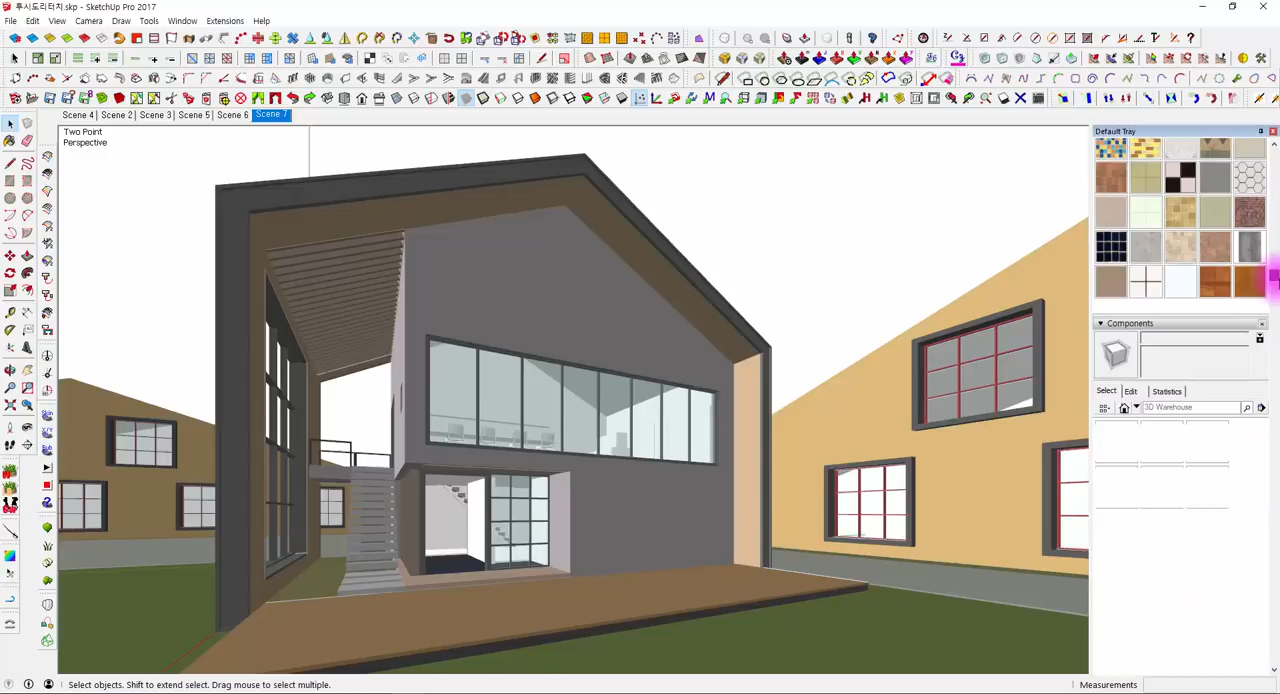 투시도리터치.skp - SketchUp Pro 2017
File Edit View Camera Draw Tools Window Extensions Help
Scene 4 Scene 2 Scene 3 Scene 5 Scene 6 Scene 7
Two Point
Perspective
Default Tray
Components
Select Edit Statistics
3D Warehouse
Select objects. Shift to extend select. Drag mouse to select multiple.
Measurements